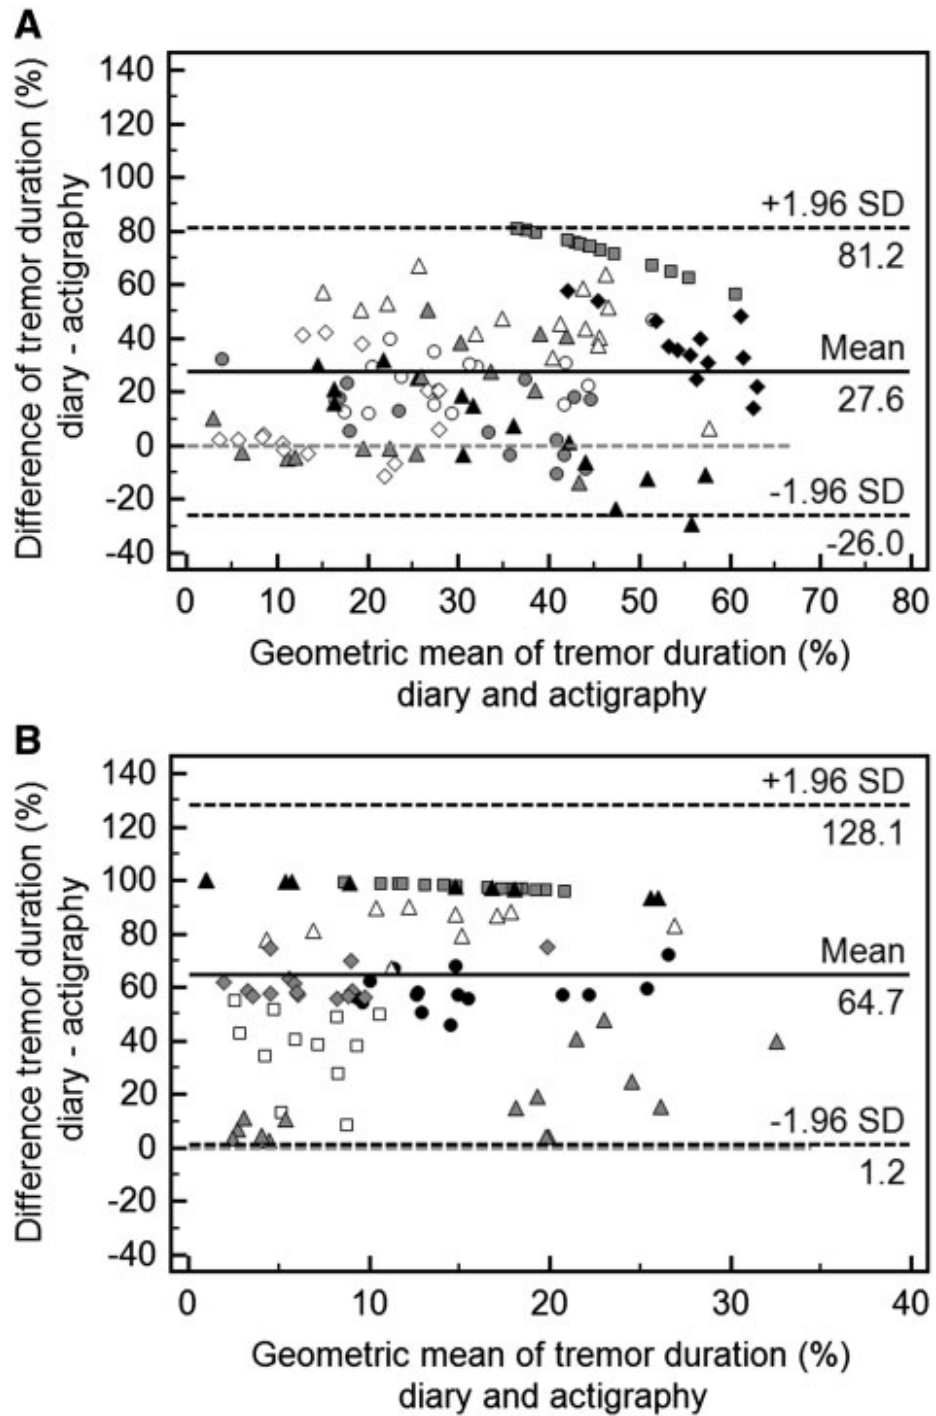 A
Difference of tremor duration (%)
diary - actigraphy
140
120
100
80
60
40
20
0
-20
-40
+1.96 SD
81.2
Mean
27.6
-1.96 SD
-26.0
0 10 20 30 40 50 60 70 80
Geometric mean of tremor duration (%)
diary and actigraphy
B
Difference tremor duration (%)
diary - actigraphy
140
120
100
80
60
40
20
0
-20
-40
+1.96 SD
128.1
Mean
64.7
-1.96 SD
1.2
0 10 20 30 40
Geometric mean of tremor duration (%)
diary and actigraphy